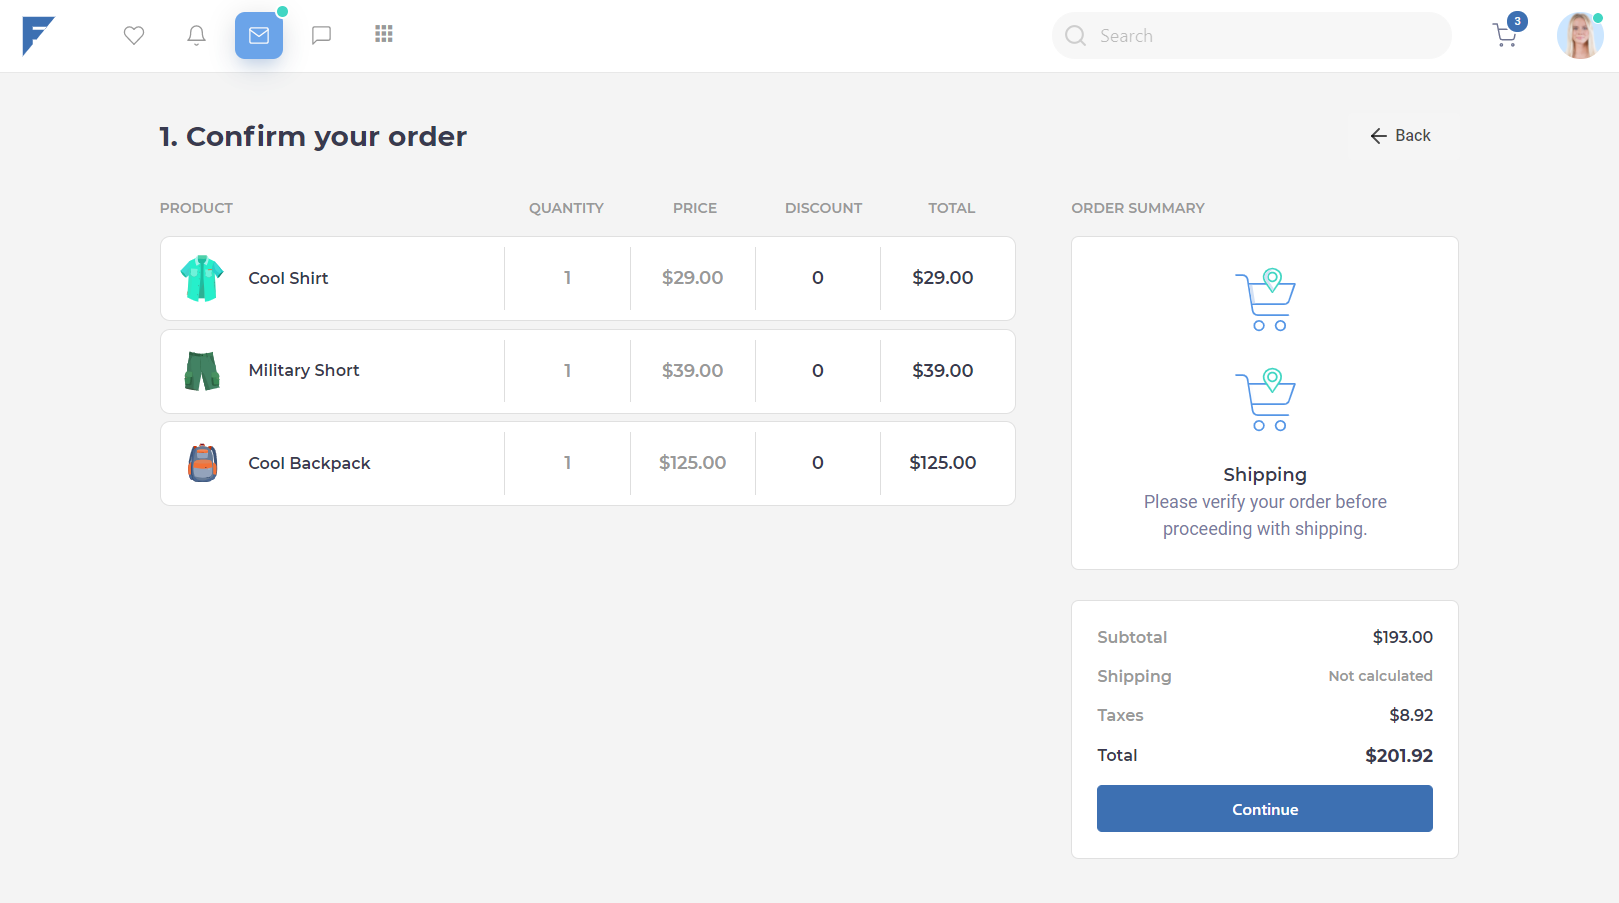 Search
3
1. Confirm your order
Back
PRODUCT QUANTITY PRICE DISCOUNT TOTAL
Cool Shirt 1 $29.00 0 $29.00
Military Short 1 $39.00 0 $39.00
Cool Backpack 1 $125.00 0 $125.00
ORDER SUMMARY
Shipping
Please verify your order before
proceeding with shipping.
Subtotal $193.00
Shipping Not calculated
Taxes $8.92
Total $201.92
Continue